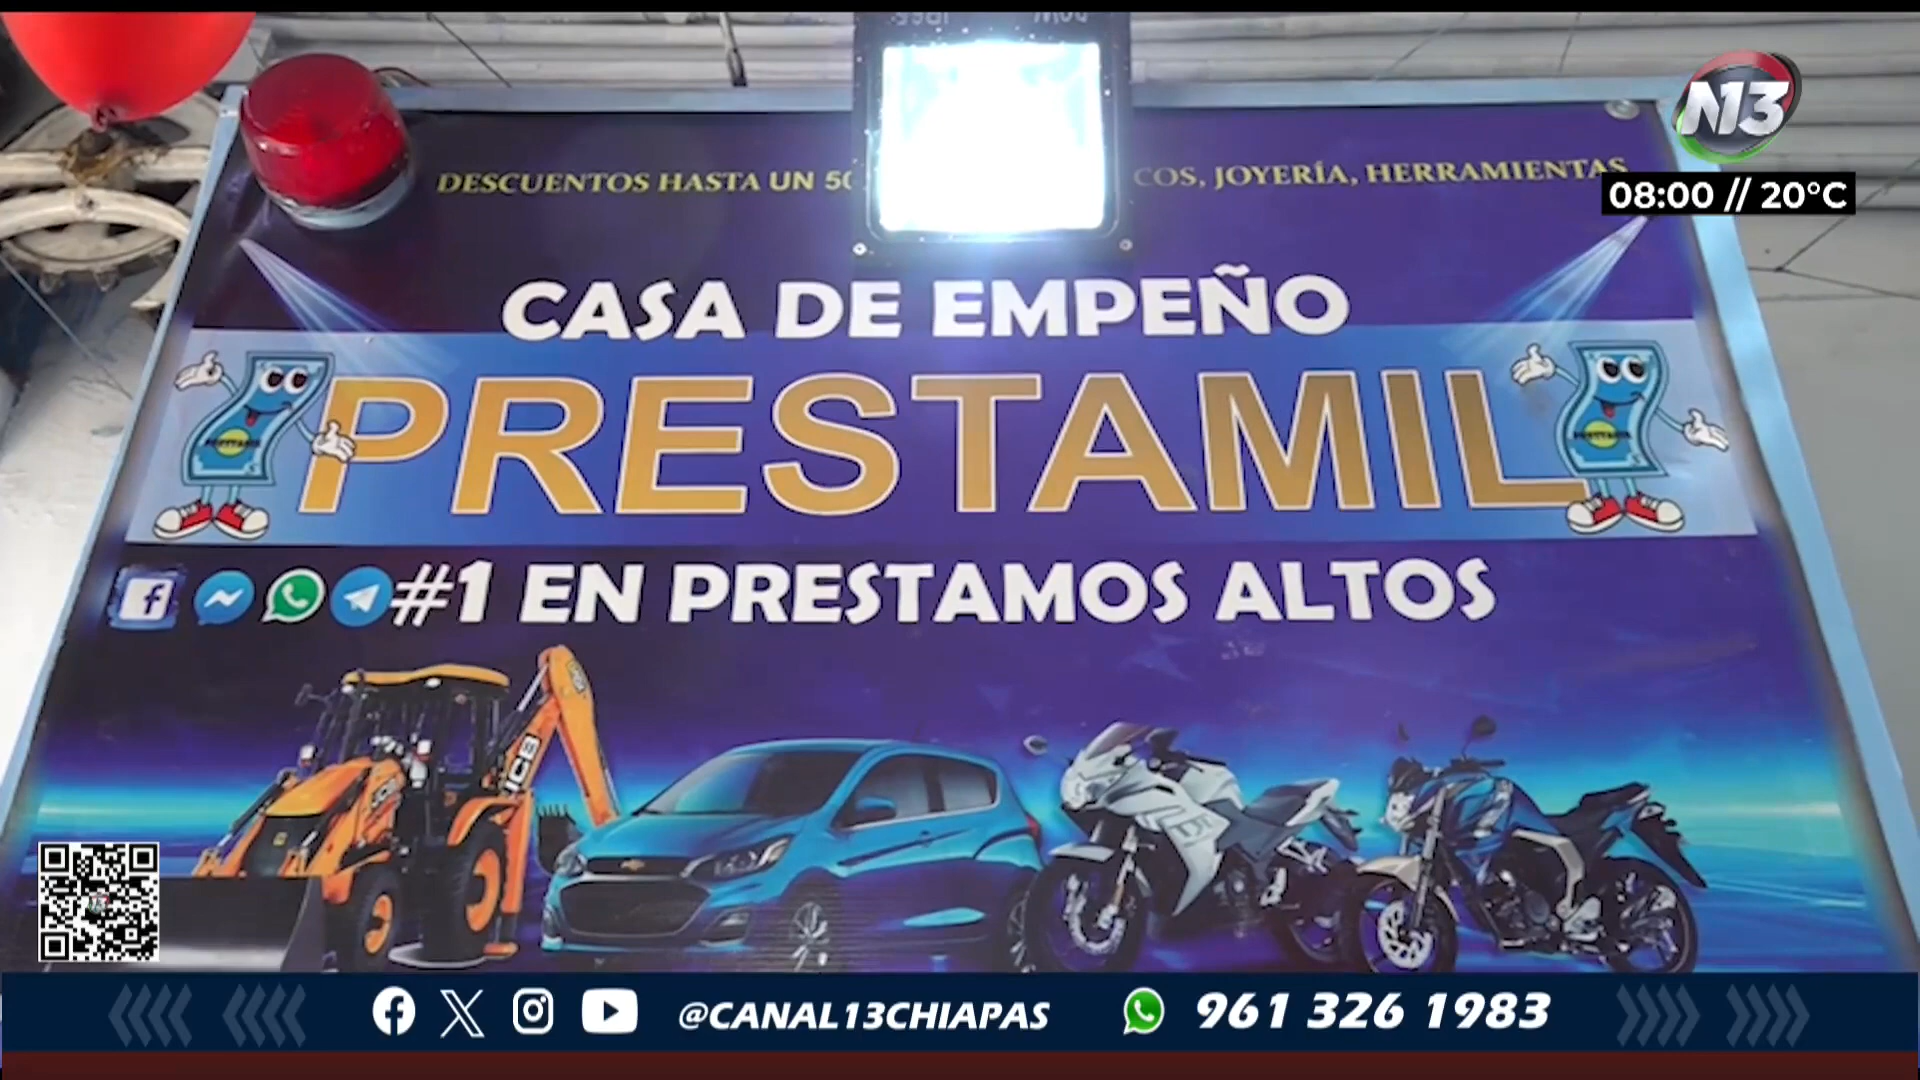 N13
08:00 // 20°C
DESCUENTOS HASTA UN 50 COS, JOYERÍA, HERRAMIENTAS
CASA DE EMPEÑO
PRESTAMIL
#1 EN PRESTAMOS ALTOS
JCB
@CANAL13CHIAPAS
961 326 1983